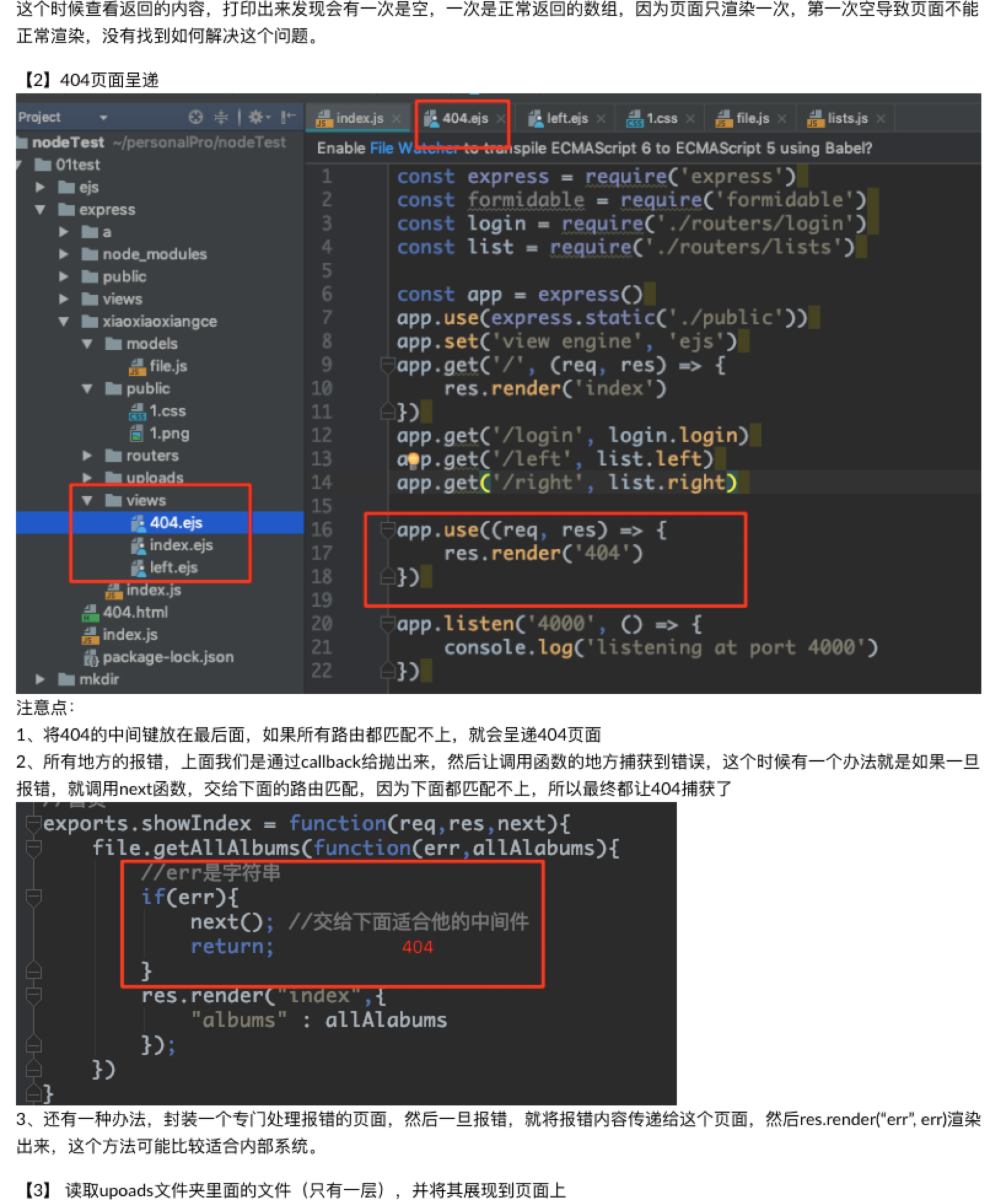 这个时候查看返回的内容，打印出来发现会有一次是空，一次是正常返回的数组，因为页面只渲染一次，第一次空导致页面不能
正常渲染，没有找到如何解决这个问题。
【2】404页面呈递
Project
index.js
404.ejs
left.ejs
1.css
file.js
lists.js
nodeTest ~/personalPro/nodeTest
01test
ejs
express
a
node_modules
public
views
xiaoxiaoxiangce
models
file.js
public
1.css
1.png
routers
uploads
views
404.ejs
index.ejs
left.ejs
index.js
404.html
index.js
package-lock.json
mkdir
Enable File Watcher to transpile ECMAScript 6 to ECMAScript 5 using Babel?
1 const express = require('express')
2 const formidable = require('formidable')
3 const login = require('./routers/login')
4 const list = require('./routers/lists')
5
6 const app = express()
7 app.use(express.static('./public'))
8 app.set('view engine', 'ejs')
9 app.get('/', (req, res) => {
10 res.render('index')
11 })
12 app.get('/login', login.login)
13 app.get('/left', list.left)
14 app.get('/right', list.right)
15
16 app.use((req, res) => {
17 res.render('404')
18 })
19
20 app.listen('4000', () => {
21 console.log('listening at port 4000')
22 })
注意点：
1、将404的中间键放在最后面，如果所有路由都匹配不上，就会呈递404页面
2、所有地方的报错，上面我们是通过callback给抛出来，然后让调用函数的地方捕获到错误，这个时候有一个办法就是如果一旦
报错，就调用next函数，交给下面的路由匹配，因为下面都匹配不上，所以最终都让404捕获了
//首页
exports.showIndex = function(req,res,next){
file.getAllAlbums(function(err,allAlabums){
//err是字符串
if(err){
next(); //交给下面适合他的中间件
return; 404
}
res.render("index",{
"albums" : allAlabums
});
})
}
3、还有一种办法，封装一个专门处理报错的页面，然后一旦报错，就将报错内容传递给这个页面，然后res.render(“err”, err)渲染
出来，这个方法可能比较适合内部系统。
【3】 读取upoads文件夹里面的文件（只有一层），并将其展现到页面上